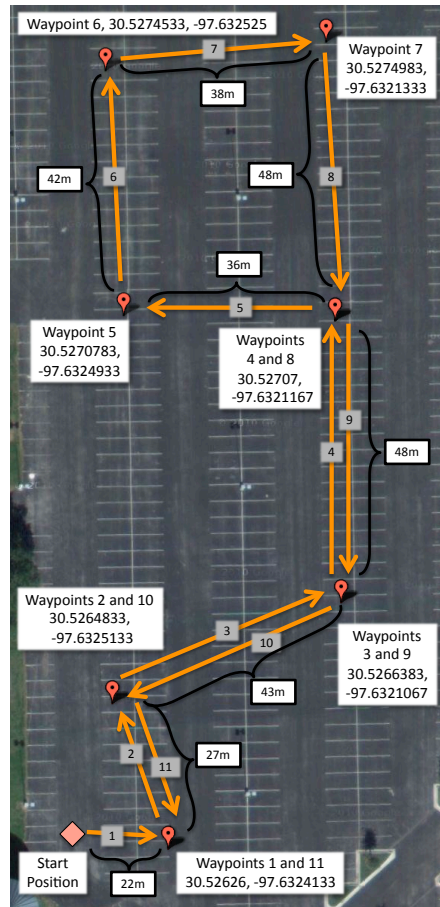 Waypoint 6, 30.5274533, -97.632525
Waypoint 7
30.5274983,
-97.6321333
7
38m
42m
6
48m
8
36m
5
Waypoint 5
30.5270783,
-97.6324933
Waypoints
4 and 8
30.52707,
-97.6321167
9
4
48m
Waypoints 2 and 10
30.5264833,
-97.6325133
3
10
Waypoints
3 and 9
30.5266383,
-97.6321067
43m
2
11
27m
1
Start
Position
22m
Waypoints 1 and 11
30.52626, -97.6324133